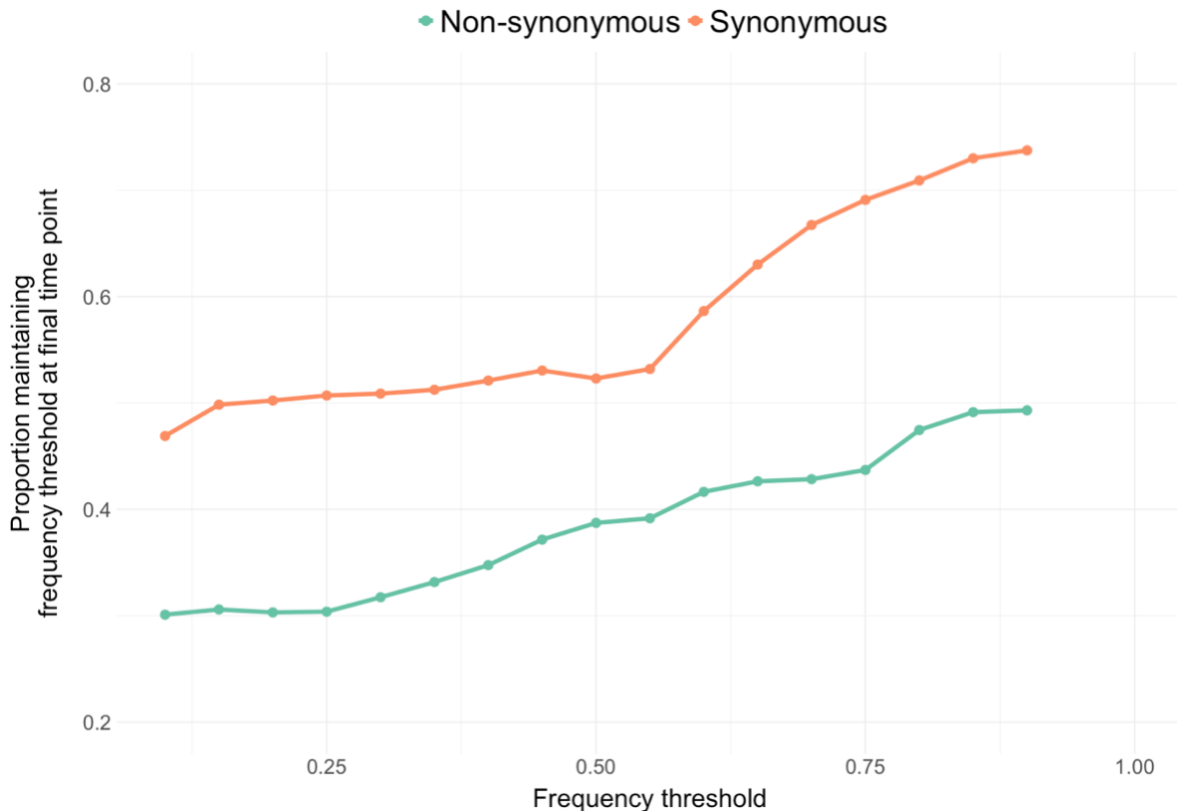 Non-synonymous Synonymous
0.8
0.6
0.4
0.2
Proportion maintaining
frequency threshold at final time point
0.25 0.50 0.75 1.00
Frequency threshold